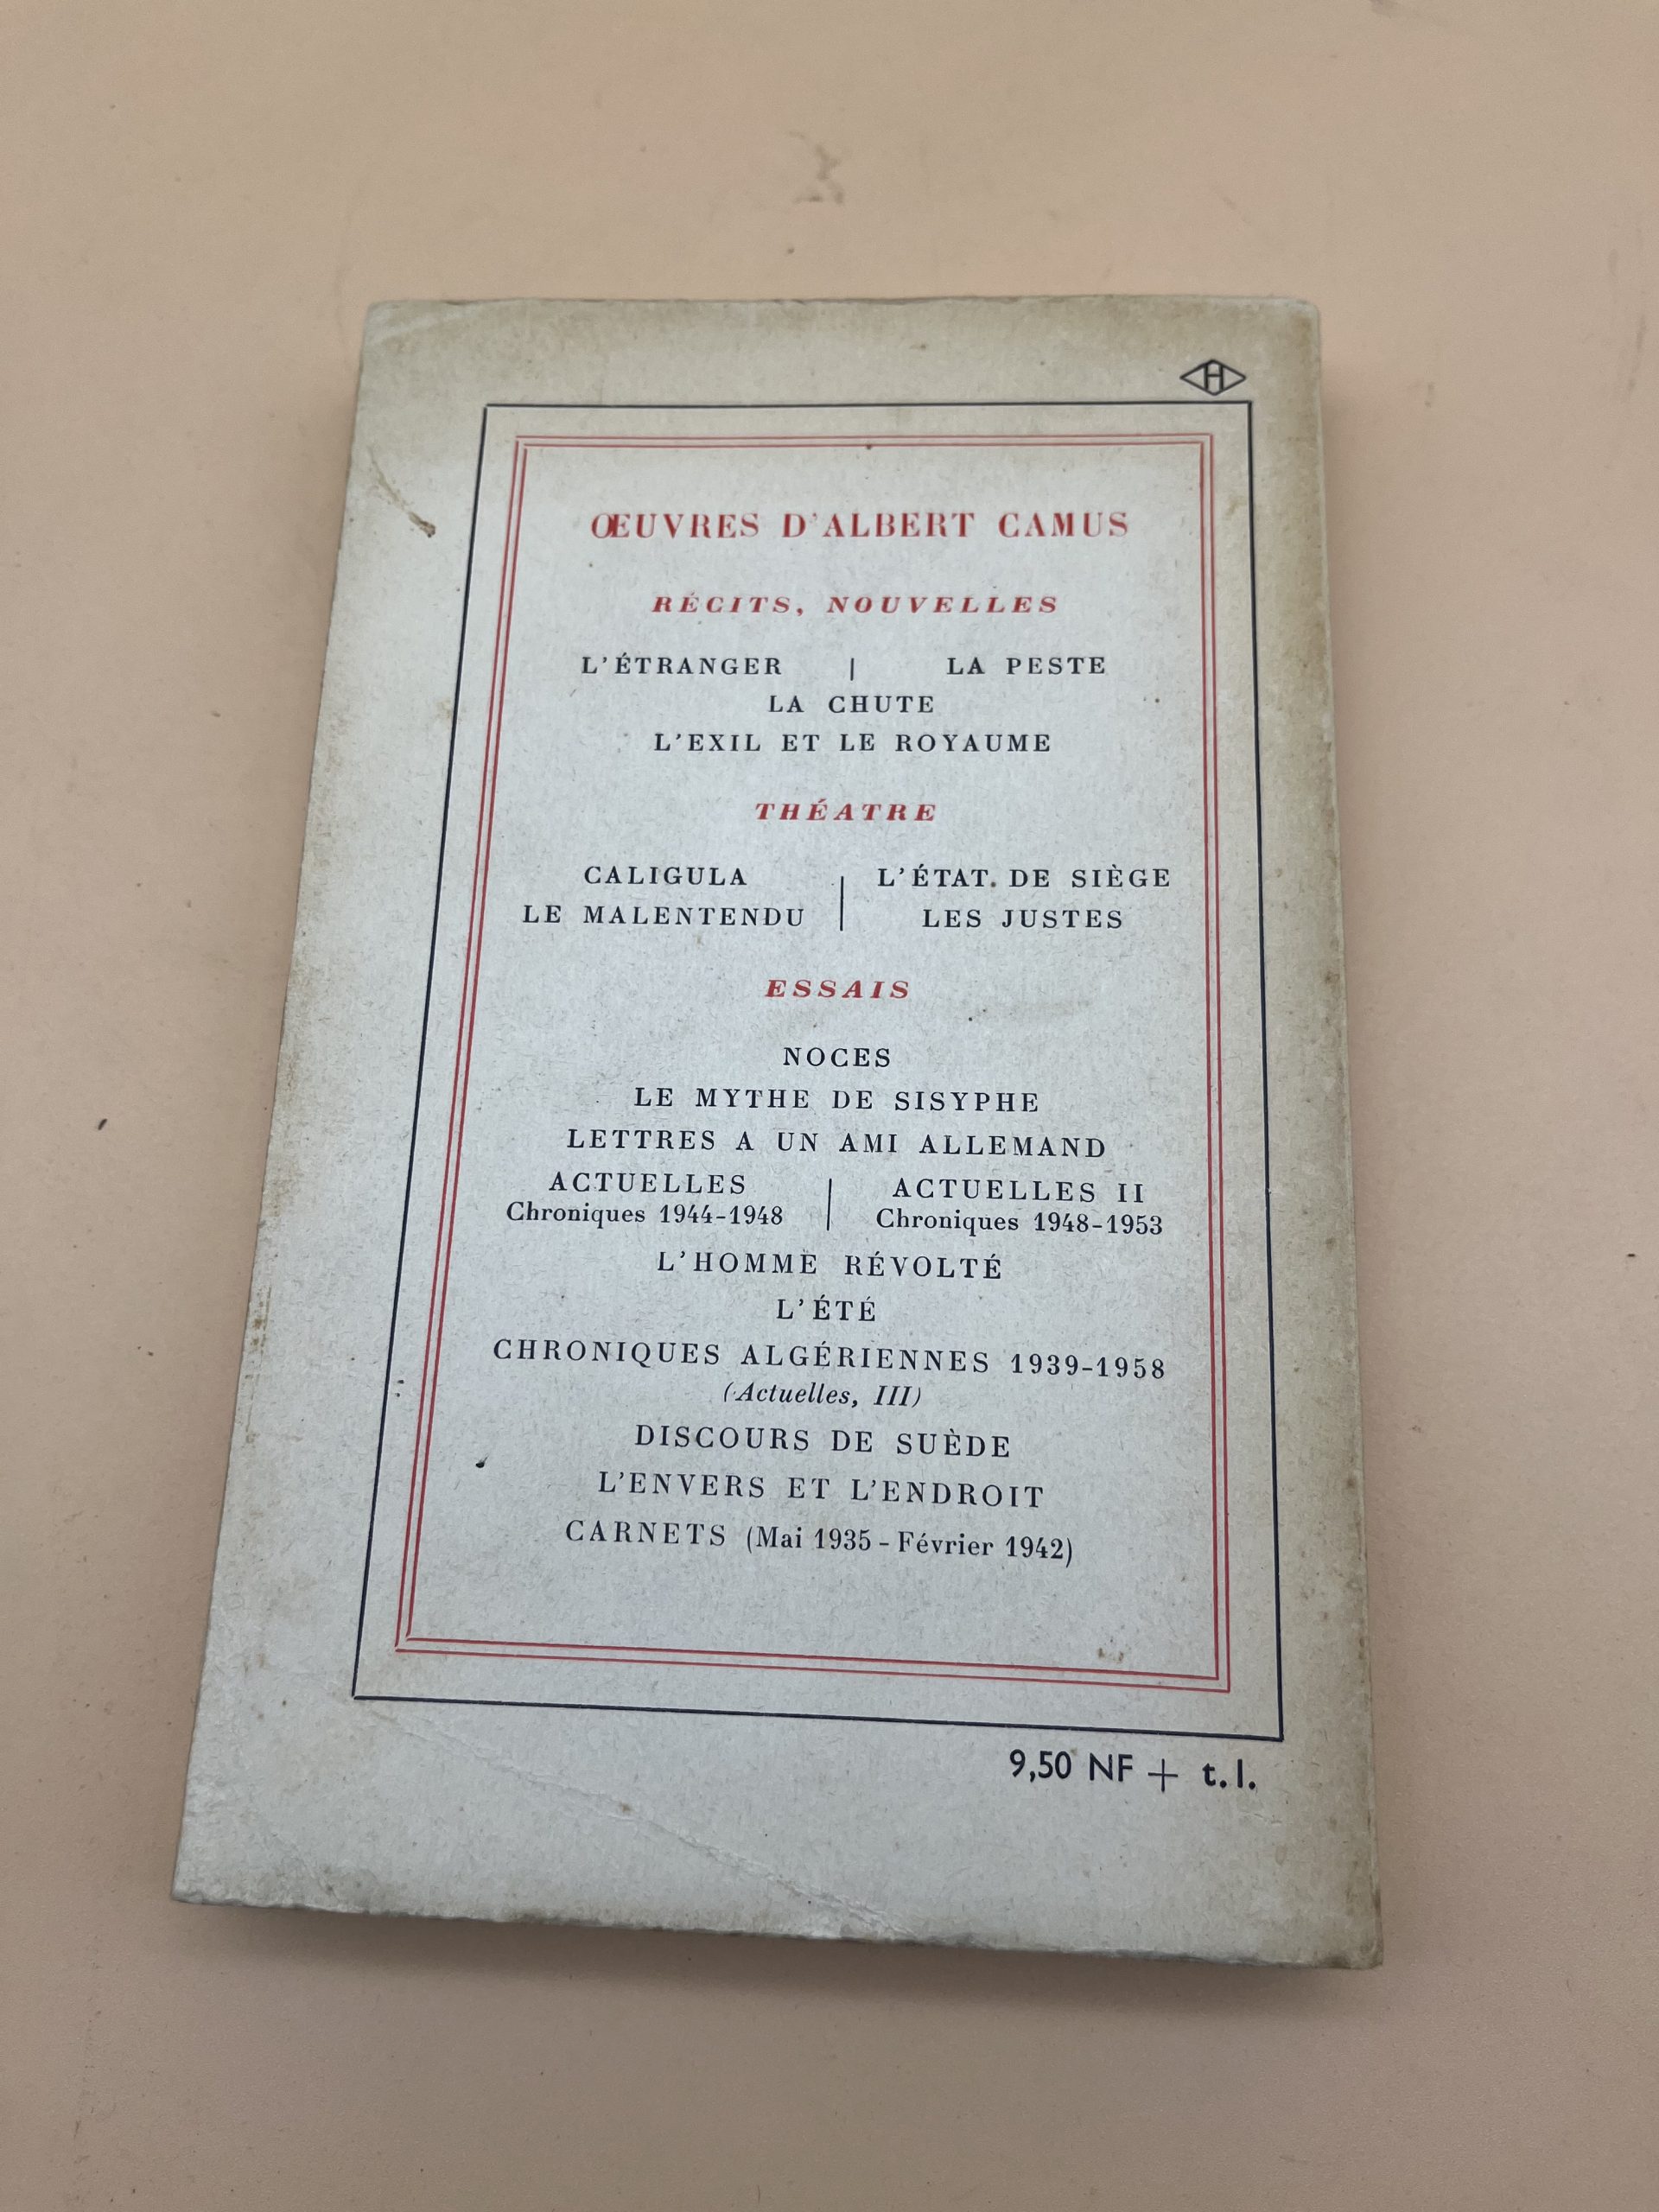 H
ŒUVRES D'ALBERT CAMUS
RÉCITS, NOUVELLES
L'ÉTRANGER | LA PESTE
LA CHUTE
L'EXIL ET LE ROYAUME
THÉATRE
CALIGULA | L'ÉTAT DE SIÈGE
LE MALENTENDU | LES JUSTES
ESSAIS
NOCES
LE MYTHE DE SISYPHE
LETTRES A UN AMI ALLEMAND
ACTUELLES | ACTUELLES II
Chroniques 1944-1948 | Chroniques 1948-1953
L'HOMME RÉVOLTÉ
L'ÉTÉ
CHRONIQUES ALGÉRIENNES 1939-1958
(Actuelles, III)
DISCOURS DE SUÈDE
L'ENVERS ET L'ENDROIT
CARNETS (Mai 1935 - Février 1942)
9,50 NF + t. l.